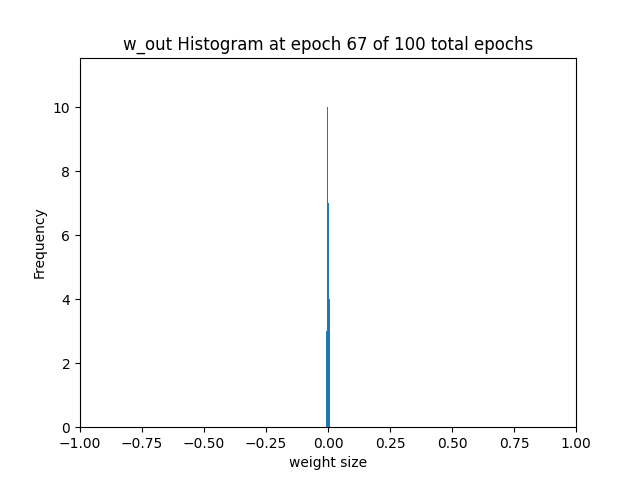 w_out Histogram at epoch 67 of 100 total epochs
10
8
6
4
2
0
Frequency
−1.00 −0.75 −0.50 −0.25 0.00 0.25 0.50 0.75 1.00
weight size